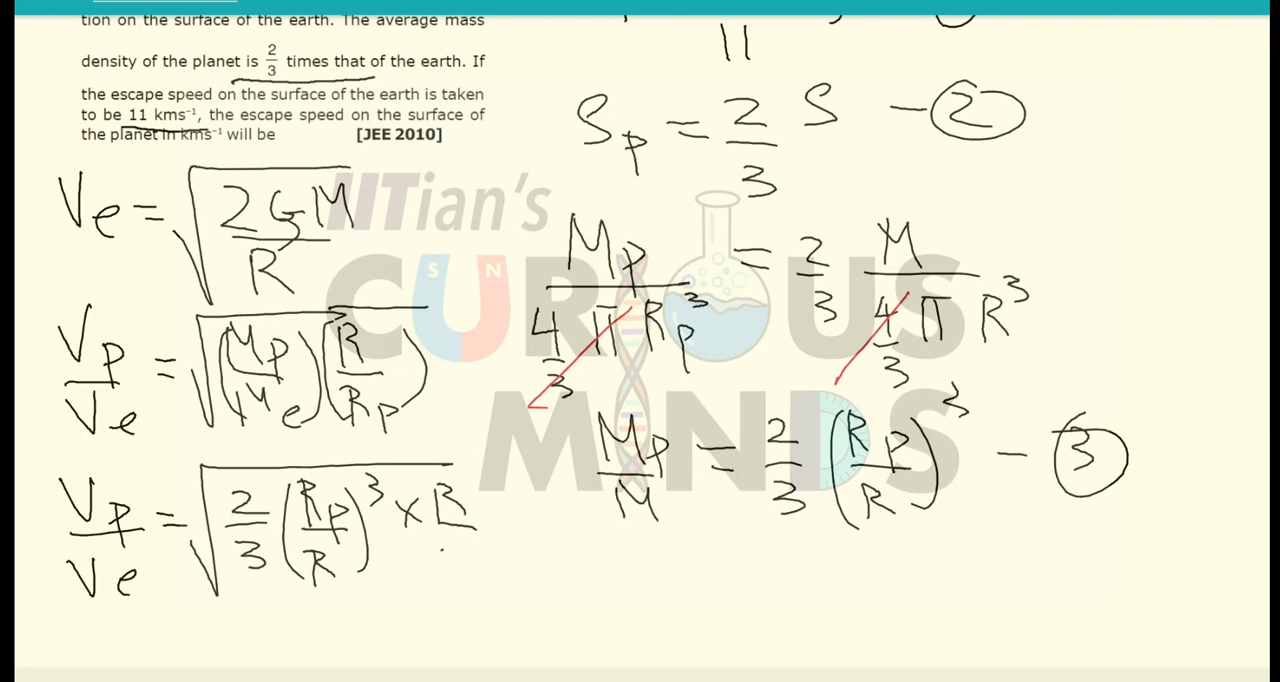 tion on the surface of the earth. The average mass
density of the planet is 2/3 times that of the earth. If
the escape speed on the surface of the earth is taken
to be 11 kms⁻¹, the escape speed on the surface of
the planet in kms⁻¹ will be [JEE 2010]
11
Sp = 2/3 S - ②
Ve = √(2GM/R)
Mp/(4/3 π Rp³) = 2/3 M/(4/3 π R³)
Vp/Ve = √((Mp/Me)(R/Rp))
Mp/M = 2/3 (Rp/R)³ - ③
Vp/Ve = √(2/3 (Rp/R)³ × R
IITian's
CURIOUS
MINDS
S N